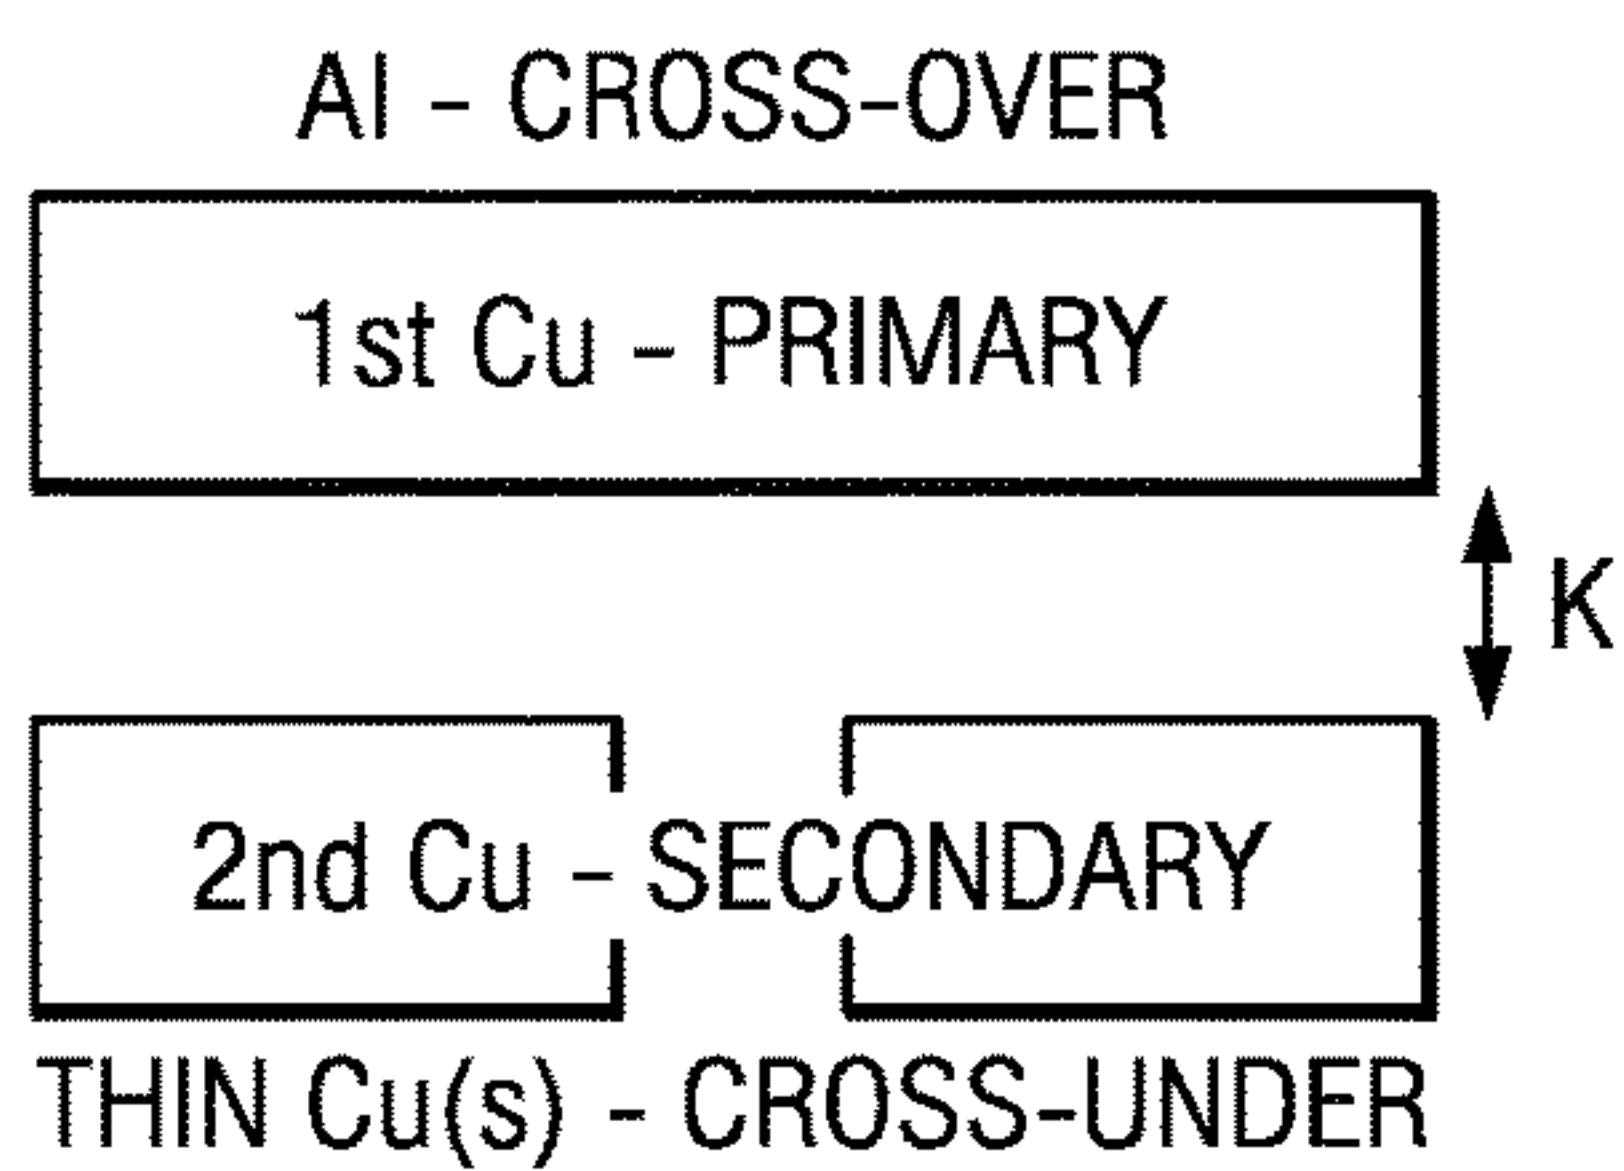 Al - CROSS-OVER
1st Cu - PRIMARY
K
2nd Cu - SECONDARY
THIN Cu(s) - CROSS-UNDER